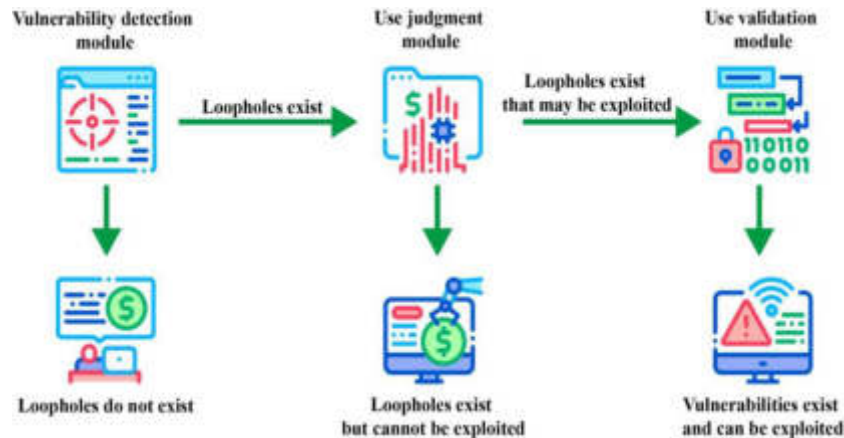 Vulnerability detection
module
Use judgment
module
Use validation
module
Loopholes exist
Loopholes exist
that may be exploited
$
110110
00011
$
$
!
Loopholes do not exist
Loopholes exist
but cannot be exploited
Vulnerabilities exist
and can be exploited